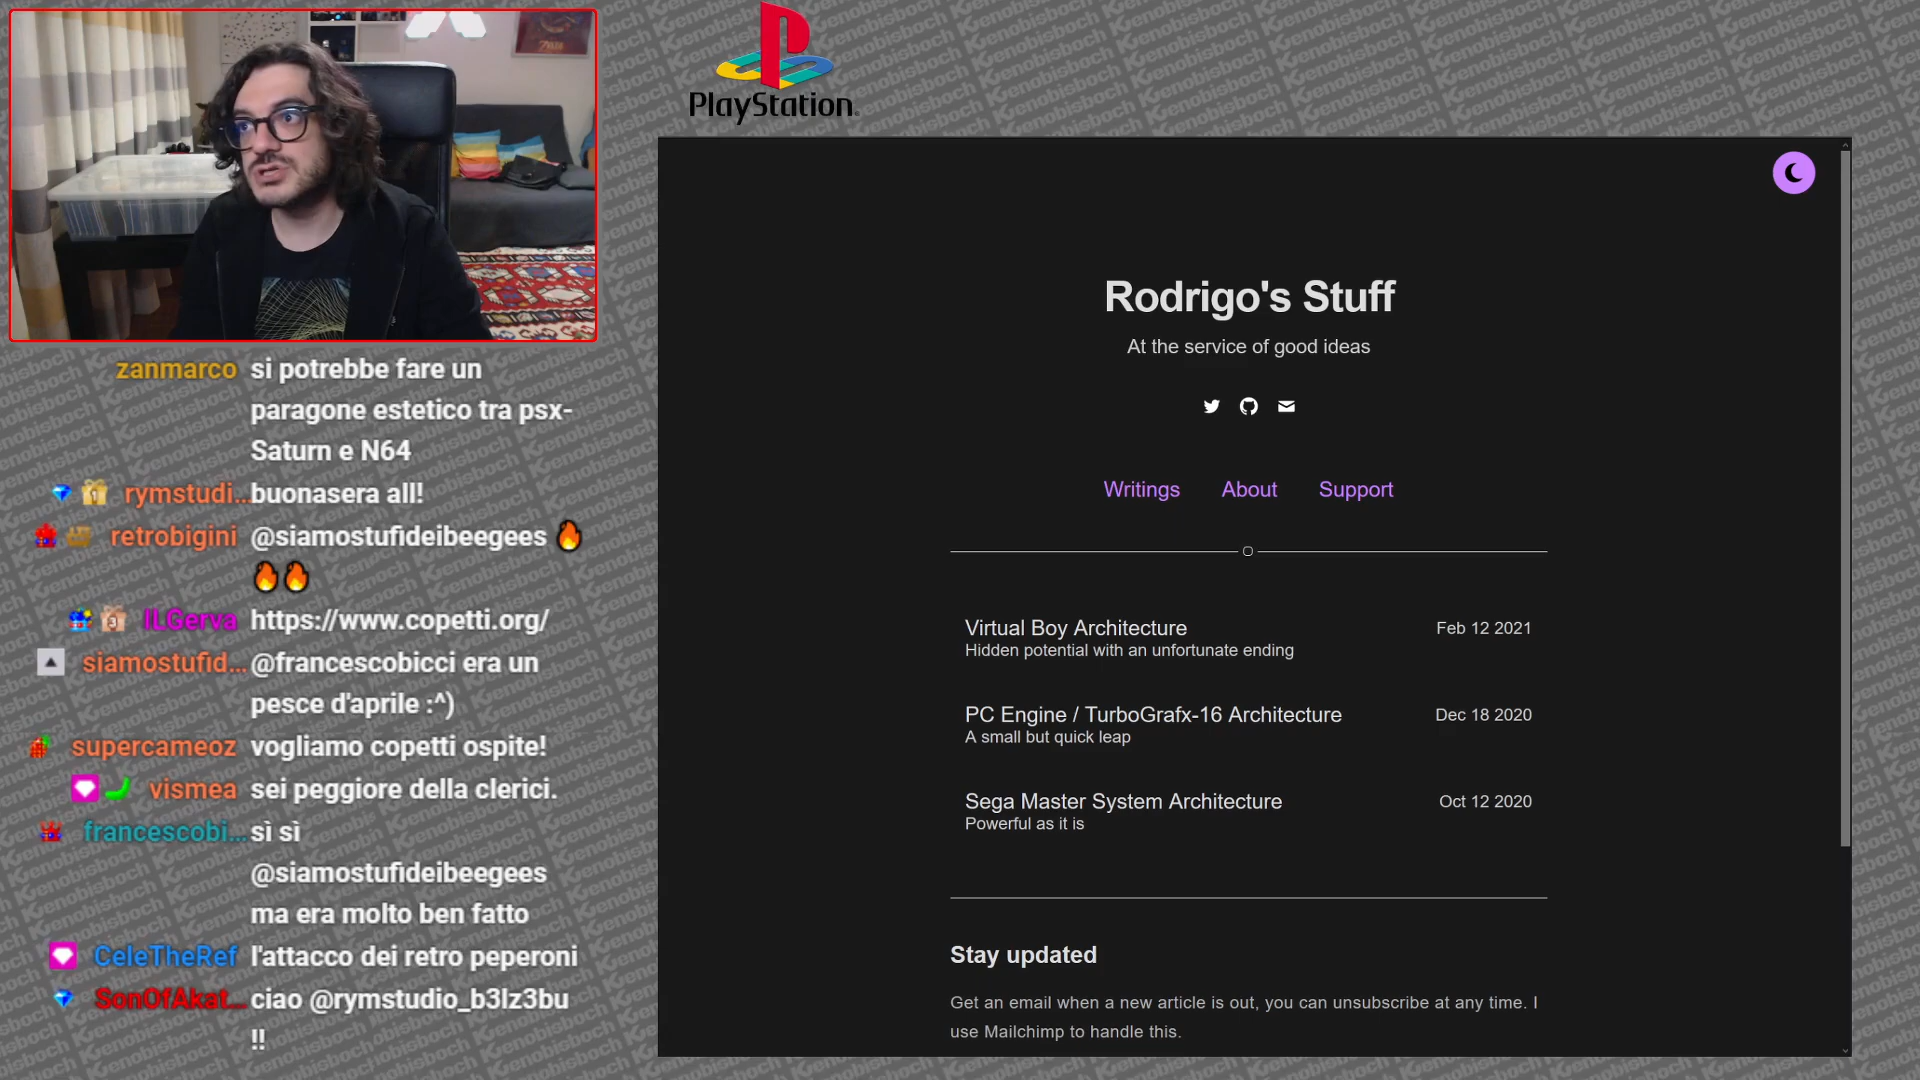 PlayStation
zanmarco si potrebbe fare un
paragone estetico tra psx-
Saturn e N64
rymstudi... buonasera all!
retrobigini @siamostufideibeegees 🔥
🔥🔥
ILGerva https://www.copetti.org/
siamostufid... @francescobicci era un
pesce d'aprile :^)
supercameoz vogliamo copetti ospite!
vismea sei peggiore della clerici.
francescobi... sì sì
@siamostufideibeegees
ma era molto ben fatto
CeleTheRef l'attacco dei retro peperoni
SonOfAkat... ciao @rymstudio_b3lz3bu
!!
Rodrigo's Stuff
At the service of good ideas
Writings About Support
Virtual Boy Architecture Feb 12 2021
Hidden potential with an unfortunate ending
PC Engine / TurboGrafx-16 Architecture Dec 18 2020
A small but quick leap
Sega Master System Architecture Oct 12 2020
Powerful as it is
Stay updated
Get an email when a new article is out, you can unsubscribe at any time. I
use Mailchimp to handle this.
Kenobisboch